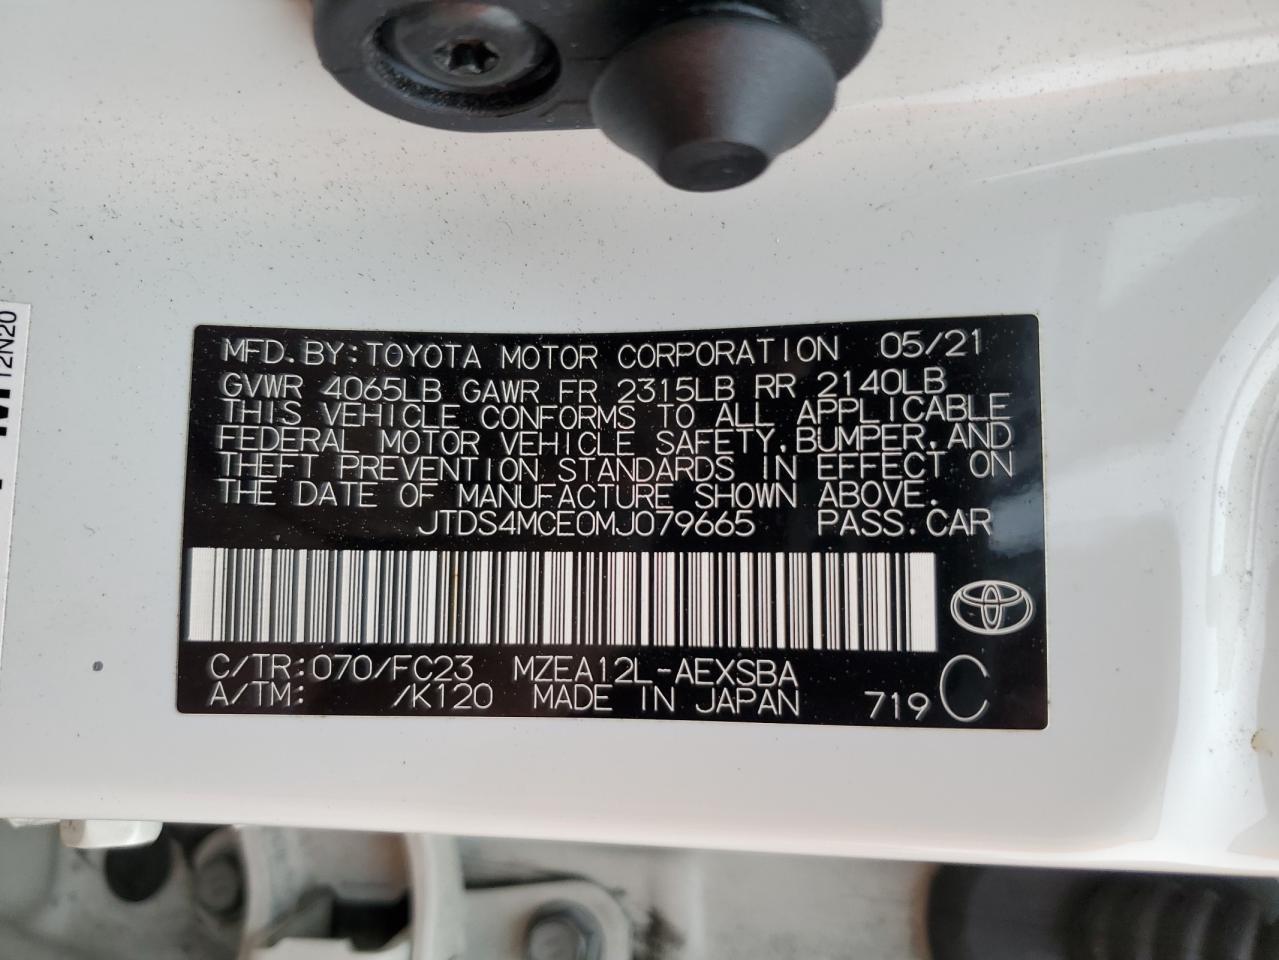 MFD.BY:TOYOTA MOTOR CORPORATION 05/21
GVWR 4065LB GAWR FR 2315LB RR 2140LB
THIS VEHICLE CONFORMS TO ALL APPLICABLE
FEDERAL MOTOR VEHICLE SAFETY,BUMPER,AND
THEFT PREVENTION STANDARDS IN EFFECT ON
THE DATE OF MANUFACTURE SHOWN ABOVE.
JTDS4MCE0MJ079665 PASS.CAR
C/TR:070/FC23 MZEA12L-AEXSBA
A/TM: /K120 MADE IN JAPAN 719 C
12N20